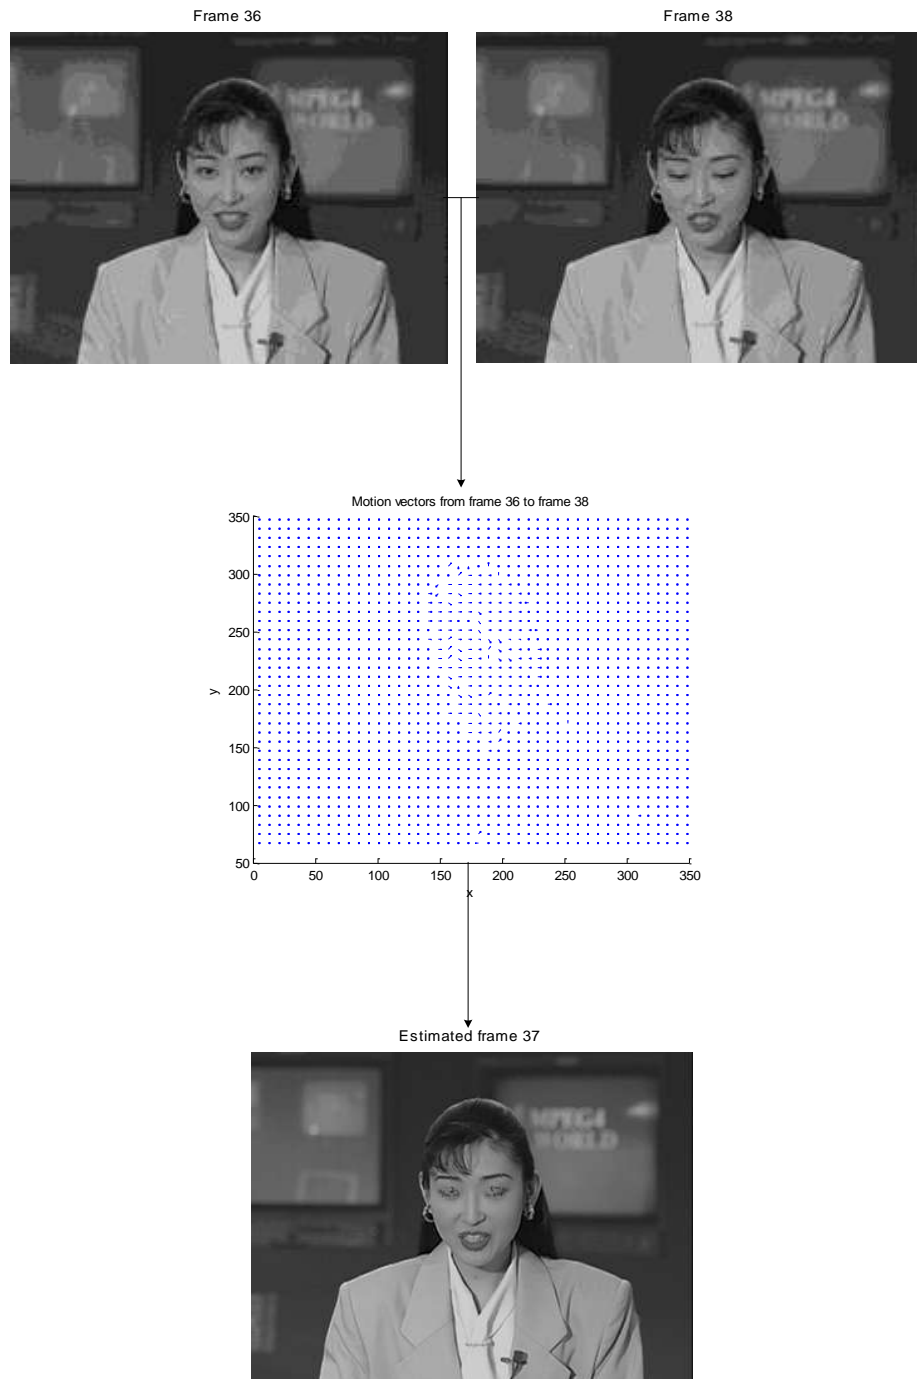 Frame 36
Frame 38
MPEG4
WORLD
MPEG4
WORLD
Motion vectors from frame 36 to frame 38
350
300
250
200
150
100
50
y
0 50 100 150 200 250 300 350
x
Estimated frame 37
MPEG4
WORLD